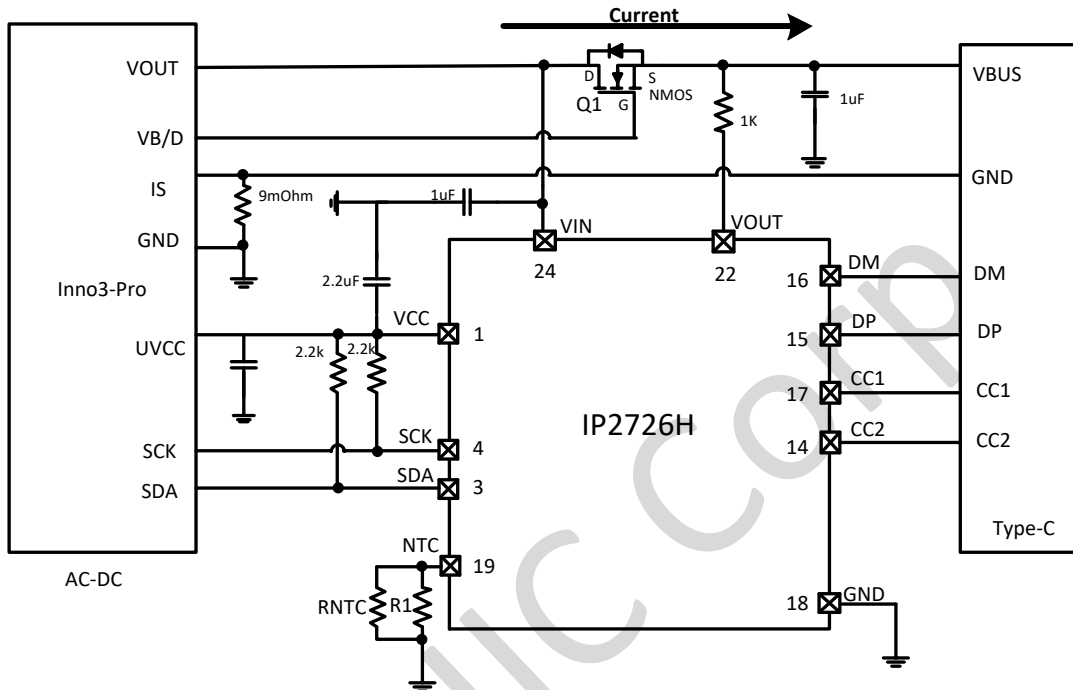 Current
VOUT
D
S
NMOS
Q1
G
VBUS
1uF
1K
VB/D
IS
9mOhm
1uF
GND
GND
VIN
VOUT
24
22
DM
16
DM
Inno3-Pro
2.2uF
VCC
1
DP
15
DP
UVCC
2.2k
2.2k
CC1
17
CC1
IP2726H
SCK
SCK
4
CC2
14
CC2
SDA
SDA
3
Type-C
NTC
19
AC-DC
RNTC
R1
GND
18
IIC Corp